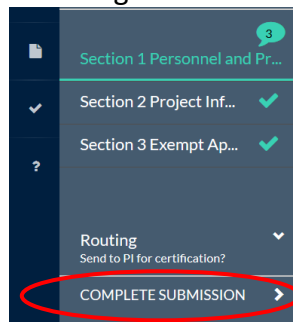 3
Section 1 Personnel and Pr...
Section 2 Project Inf...
Section 3 Exempt Ap...
?
Routing
Send to PI for certification?
COMPLETE SUBMISSION